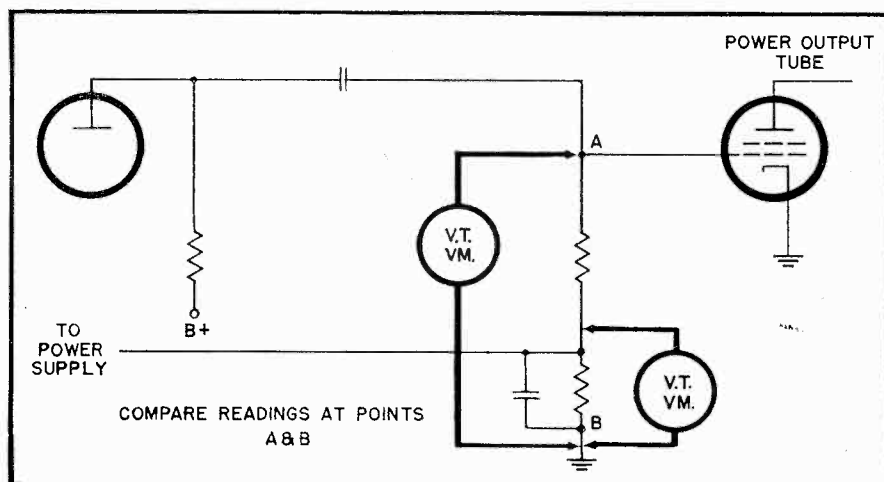 POWER OUTPUT
TUBE
A
V.T.
VM.
B+
TO
POWER
SUPPLY
V.T.
VM.
B
COMPARE READINGS AT POINTS
A&B